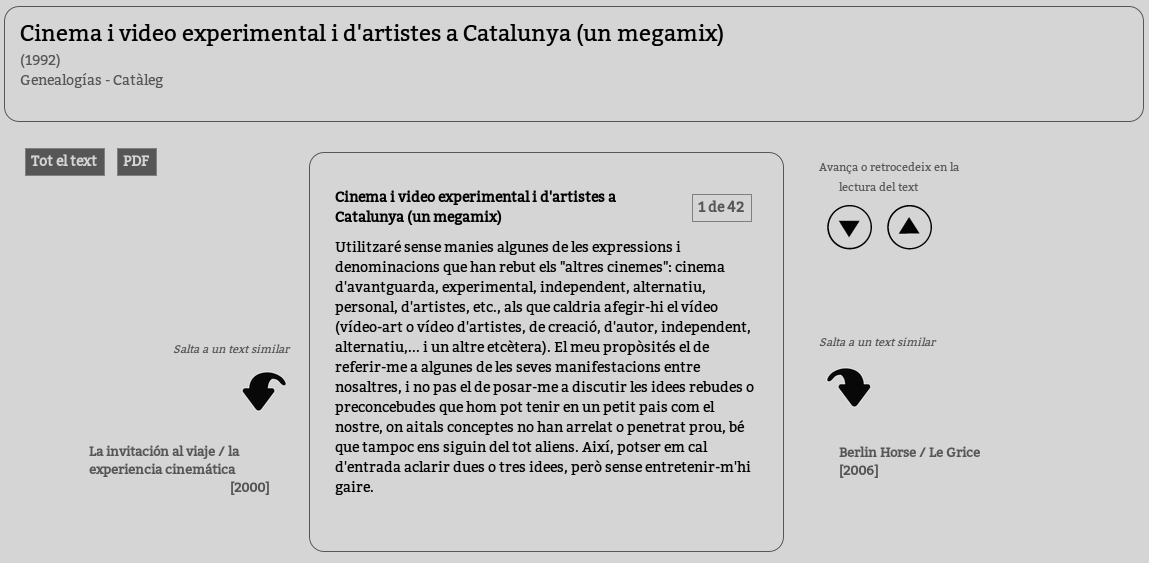 Cinema i video experimental i d'artistes a Catalunya (un megamix)
(1992)
Genealogías - Catàleg
Tot el text
PDF
Cinema i video experimental i d'artistes a
Catalunya (un megamix)
1 de 42
Utilitzaré sense manies algunes de les expressions i
denominacions que han rebut els "altres cinemes": cinema
d'avantguarda, experimental, independent, alternatiu,
personal, d'artistes, etc., als que caldria afegir-hi el vídeo
(vídeo-art o vídeo d'artistes, de creació, d'autor, independent,
alternatiu,... i un altre etcètera). El meu propòsités el de
referir-me a algunes de les seves manifestacions entre
nosaltres, i no pas el de posar-me a discutir les idees rebudes o
preconcebudes que hom pot tenir en un petit pais com el
nostre, on aitals conceptes no han arrelat o penetrat prou, bé
que tampoc ens siguin del tot aliens. Així, potser em cal
d'entrada aclarir dues o tres idees, però sense entretenir-m'hi
gaire.
Avança o retrocedeix en la
lectura del text
Salta a un text similar
La invitación al viaje / la
experiencia cinemática
[2000]
Salta a un text similar
Berlin Horse / Le Grice
[2006]